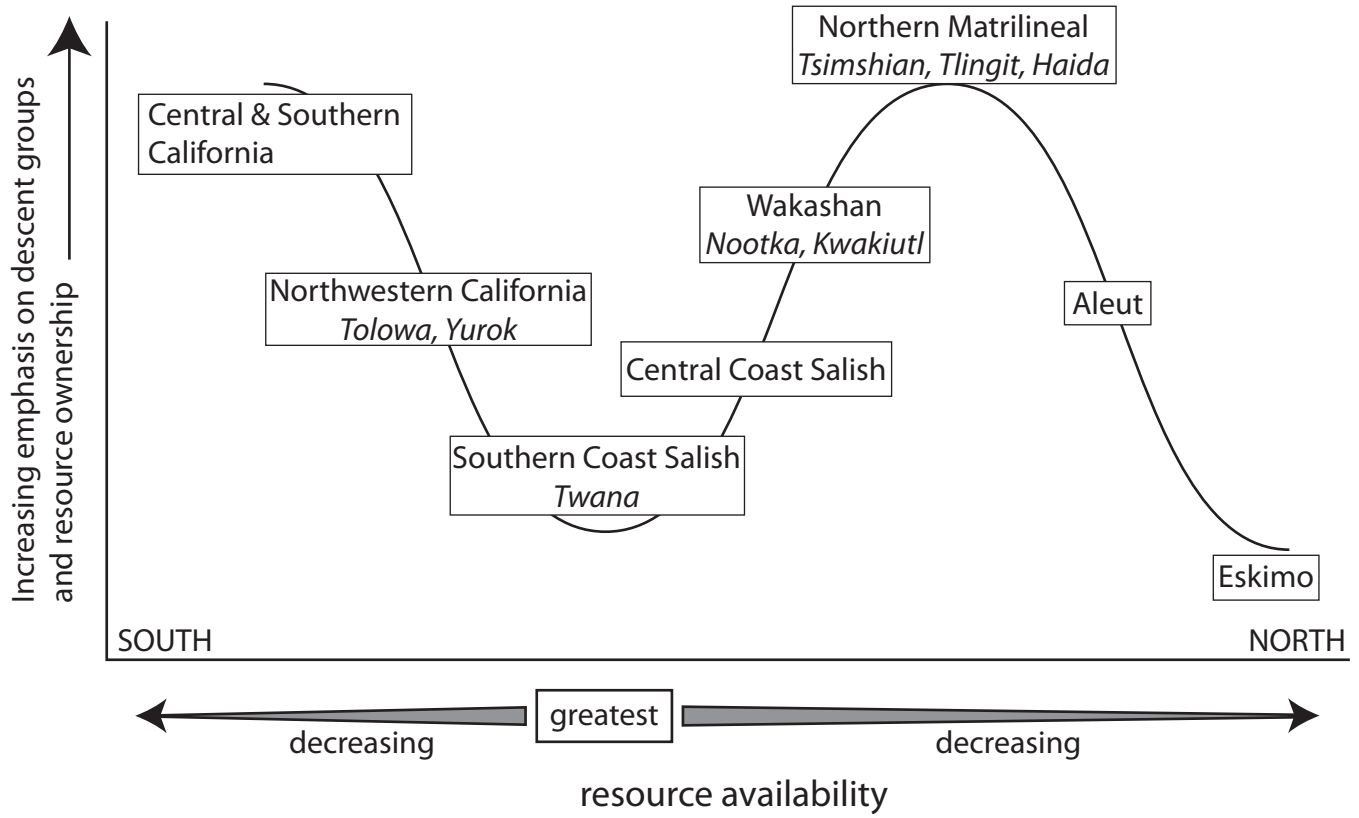 Increasing emphasis on descent groups
and resource ownership
Northern Matrilineal
Tsimshian, Tlingit, Haida
Central & Southern
California
Wakashan
Nootka, Kwakiutl
Northwestern California
Tolowa, Yurok
Aleut
Central Coast Salish
Southern Coast Salish
Twana
Eskimo
SOUTH
NORTH
greatest
decreasing
decreasing
resource availability